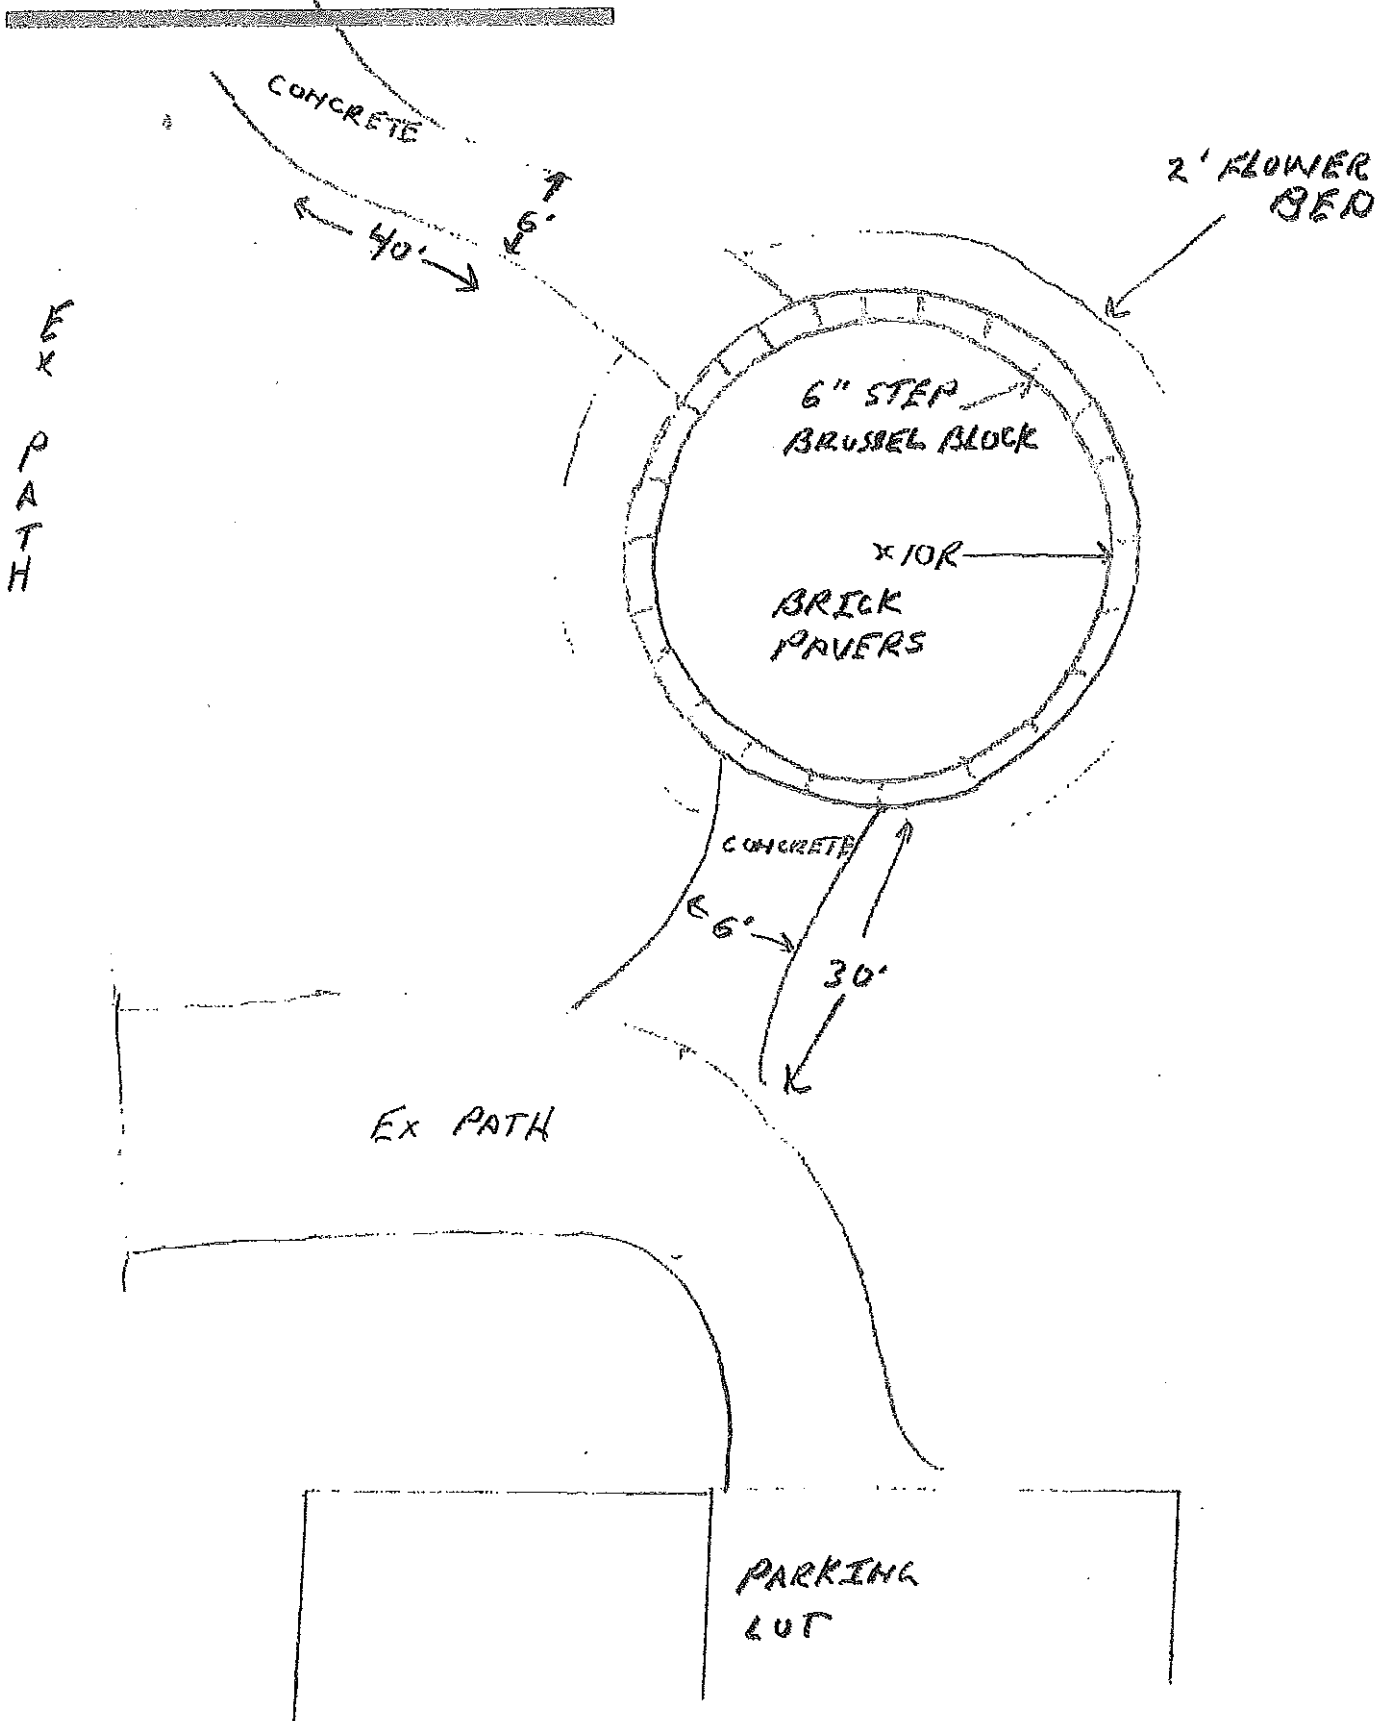 CONCRETE
2' FLOWER
BED
6'
40'
EX PATH
6" STEP
BRUSSEL BLOCK
x 10R
BRICK
PAVERS
CONCRETE
6'
30'
EX PATH
PARKING
LOT